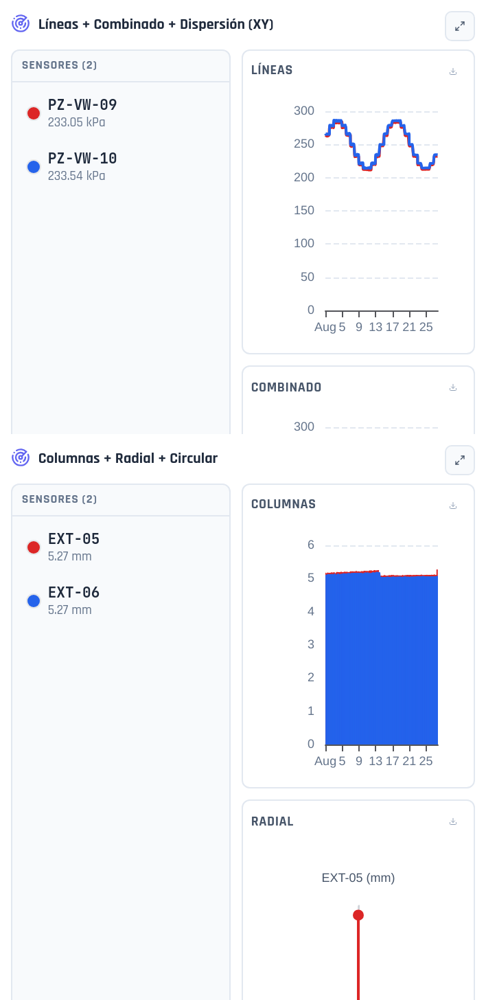 Líneas + Combinado + Dispersión (XY)
SENSORES (2)
PZ-VW-09
233.05 kPa
PZ-VW-10
233.54 kPa
LÍNEAS
300
250
200
150
100
50
0
Aug 5 9 13 17 21 25
COMBINADO
300
Columnas + Radial + Circular
SENSORES (2)
EXT-05
5.27 mm
EXT-06
5.27 mm
COLUMNAS
6
5
4
3
2
1
0
Aug 5 9 13 17 21 25
RADIAL
EXT-05 (mm)